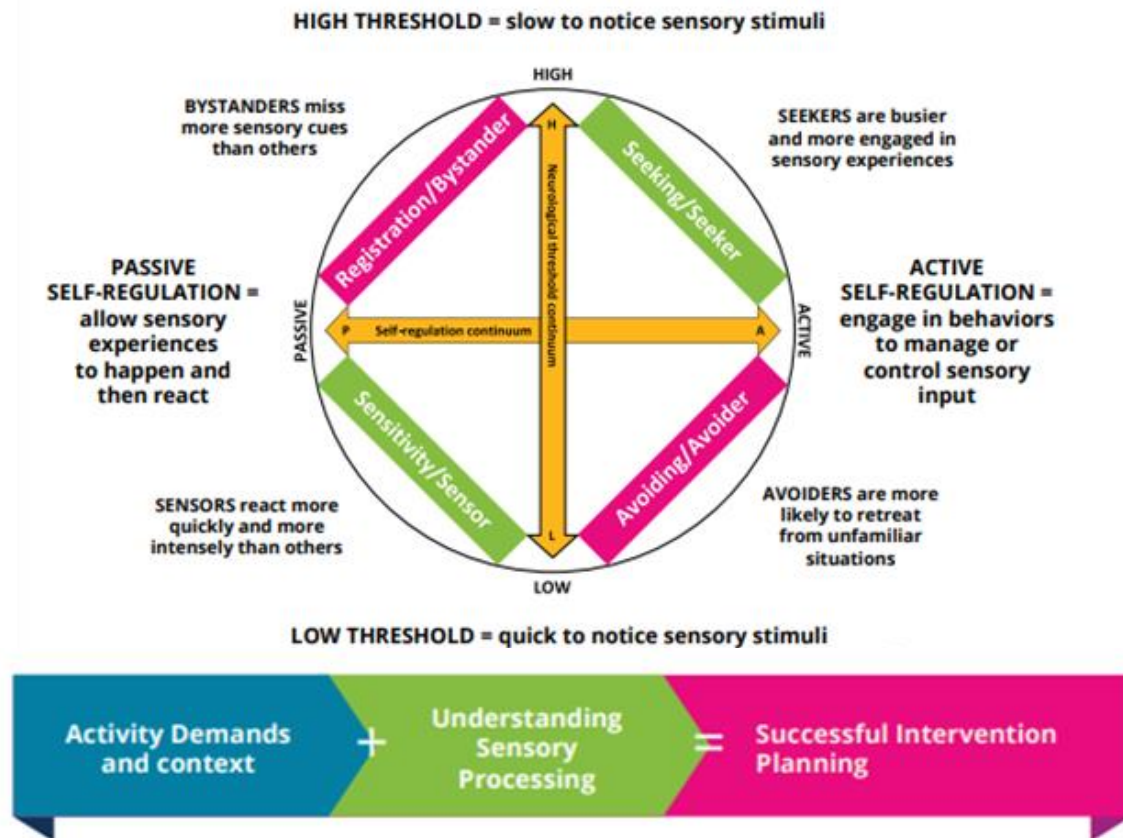 HIGH THRESHOLD = slow to notice sensory stimuli
HIGH
BYSTANDERS miss
more sensory cues
than others
SEEKERS are busier
and more engaged in
sensory experiences
Registration/Bystander
H
Neurological threshold continuum
Seeking/Seeker
PASSIVE
SELF-REGULATION =
allow sensory
experiences
to happen and
then react
PASSIVE
P
Self-regulation continuum
A
ACTIVE
ACTIVE
SELF-REGULATION =
engage in behaviors
to manage or
control sensory
input
Sensitivity/Sensor
L
Avoiding/Avoider
SENSORS react more
quickly and more
intensely than others
AVOIDERS are more
likely to retreat
from unfamiliar
situations
LOW
LOW THRESHOLD = quick to notice sensory stimuli
Activity Demands
and context
+
Understanding
Sensory
Processing
=
Successful Intervention
Planning